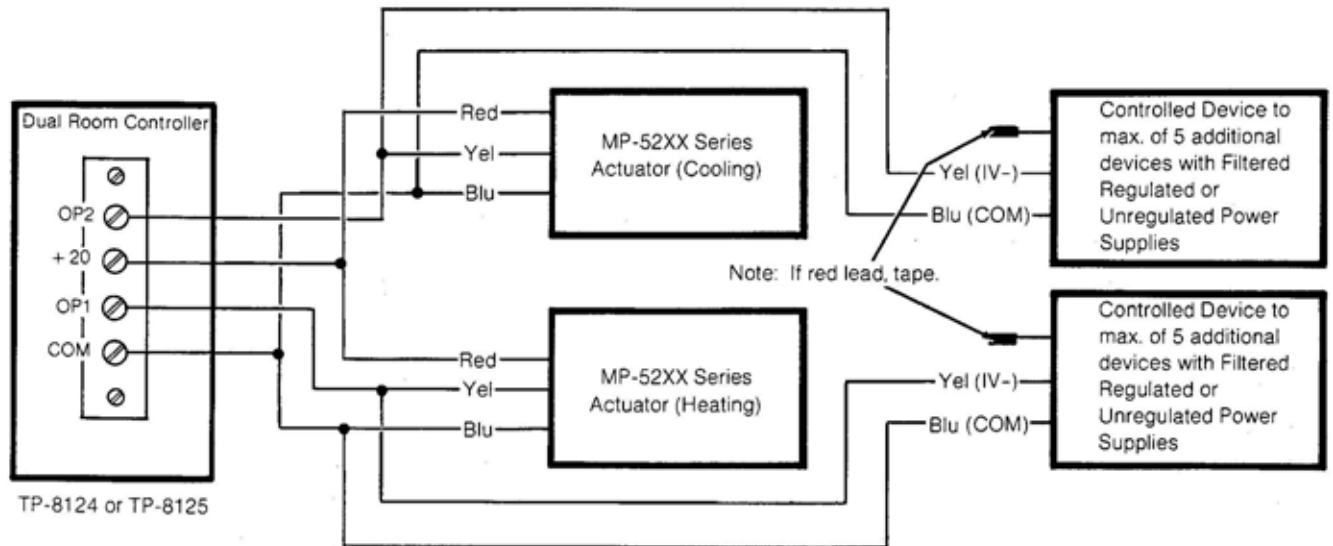 Dual Room Controller
OP2
+ 20
OP1
COM
TP-8124 or TP-8125
Red
Yel
Blu
MP-52XX Series
Actuator (Cooling)
Red
Yel
Blu
MP-52XX Series
Actuator (Heating)
Note: If red lead, tape.
Yel (IV-)
Blu (COM)
Controlled Device to
max. of 5 additional
devices with Filtered
Regulated or
Unregulated Power
Supplies
Yel (IV-)
Blu (COM)
Controlled Device to
max. of 5 additional
devices with Filtered
Regulated or
Unregulated Power
Supplies